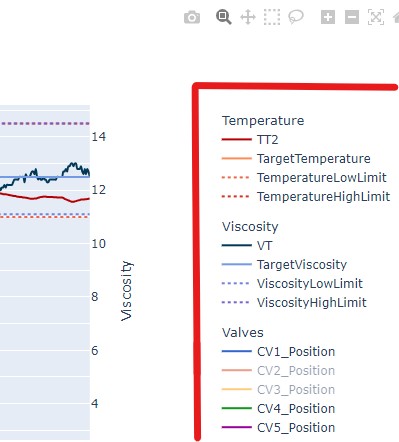 Temperature
TT2
TargetTemperature
TemperatureLowLimit
TemperatureHighLimit
Viscosity
VT
TargetViscosity
ViscosityLowLimit
ViscosityHighLimit
Valves
CV1_Position
CV2_Position
CV3_Position
CV4_Position
CV5_Position
14
12
10
8
6
4
Viscosity